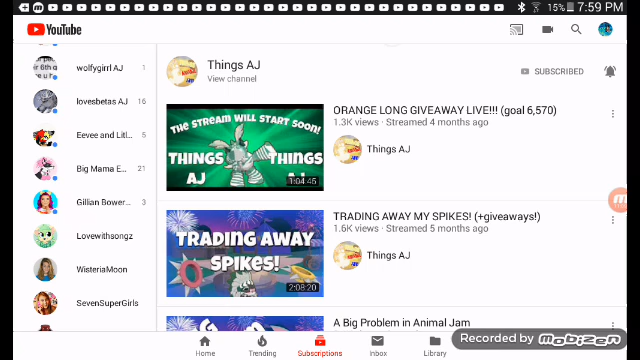 15% 7:59 PM
YouTube
wolfygirrl AJ 1
lovesbetas AJ 16
Eevee and Litl... 5
Big Mama E... 21
Gillian Bower... 3
Lovewithsongz
WisteriaMoon
SevenSuperGirls
Things AJ
View channel
SUBSCRIBED
THE STREAM WILL START SOON!
THINGS AJ
THINGS AJ
1:04:45
ORANGE LONG GIVEAWAY LIVE!!! (goal 6,570)
1.3K views · Streamed 4 months ago
Things AJ
TRADING AWAY
SPIKES!
2:08:20
TRADING AWAY MY SPIKES! (+giveaways!)
1.6K views · Streamed 5 months ago
Things AJ
A Big Problem in Animal Jam
Recorded by MOBIZEN
Home Trending Subscriptions Inbox Library